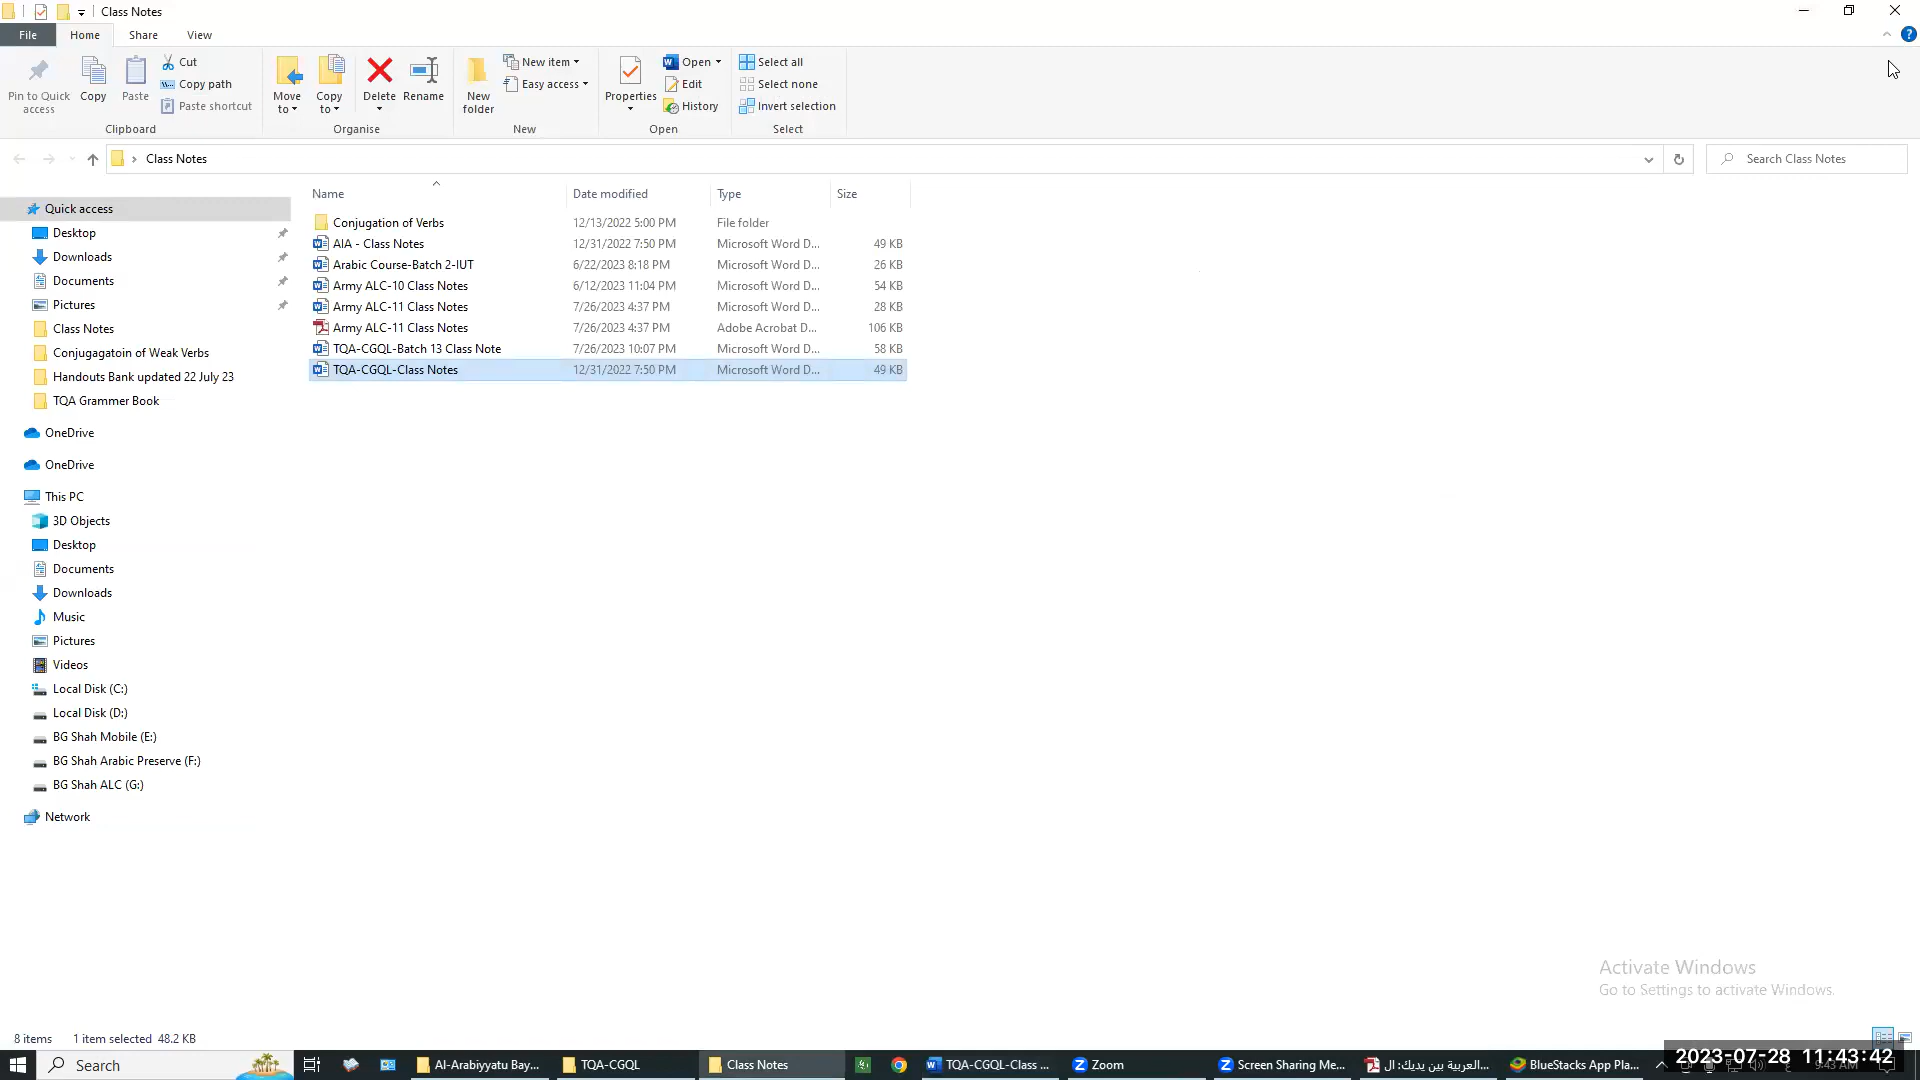 Class Notes
File Home Share View
Pin to Quick access
Copy
Paste
Cut
Copy path
Paste shortcut
Clipboard
Move to
Copy to
Delete
Rename
Organise
New folder
New item
Easy access
New
Properties
Open
Edit
History
Open
Select all
Select none
Invert selection
Select
Class Notes
Search Class Notes
Name Date modified Type Size
Conjugation of Verbs 12/13/2022 5:00 PM File folder
AIA - Class Notes 12/31/2022 7:50 PM Microsoft Word D... 49 KB
Arabic Course-Batch 2-IUT 6/22/2023 8:18 PM Microsoft Word D... 26 KB
Army ALC-10 Class Notes 6/12/2023 11:04 PM Microsoft Word D... 54 KB
Army ALC-11 Class Notes 7/26/2023 4:37 PM Microsoft Word D... 28 KB
Army ALC-11 Class Notes 7/26/2023 4:37 PM Adobe Acrobat D... 106 KB
TQA-CGQL-Batch 13 Class Note 7/26/2023 10:07 PM Microsoft Word D... 58 KB
TQA-CGQL-Class Notes 12/31/2022 7:50 PM Microsoft Word D... 49 KB
Quick access
Desktop
Downloads
Documents
Pictures
Class Notes
Conjugagatoin of Weak Verbs
Handouts Bank updated 22 July 23
TQA Grammer Book
OneDrive
OneDrive
This PC
3D Objects
Desktop
Documents
Downloads
Music
Pictures
Videos
Local Disk (C:)
Local Disk (D:)
BG Shah Mobile (E:)
BG Shah Arabic Preserve (F:)
BG Shah ALC (G:)
Network
Activate Windows
Go to Settings to activate Windows.
8 items 1 item selected 48.2 KB
Search
Al-Arabiyyatu Bay...
TQA-CGQL
Class Notes
TQA-CGQL-Class ...
Zoom
Screen Sharing Me...
العربية بين يديك: ال...
BlueStacks App Pla...
9:43 AM
2023-07-28 11:43:42